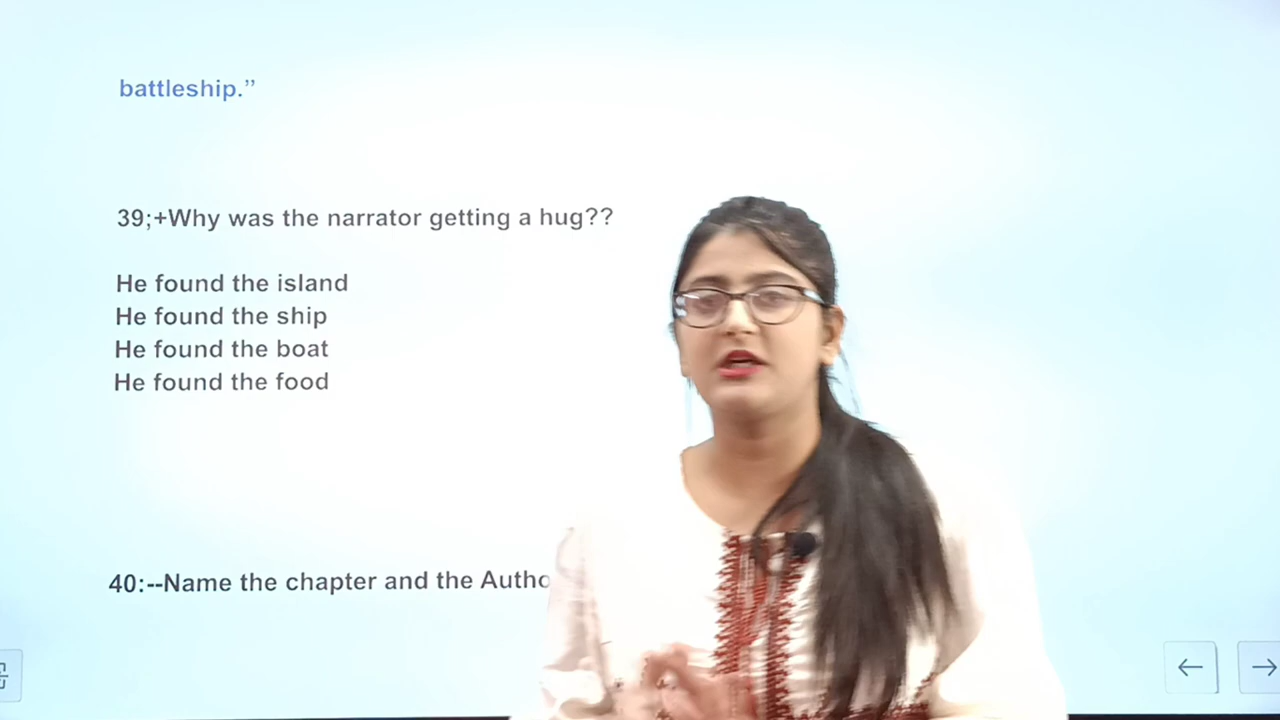 battleship.”
39;+Why was the narrator getting a hug??
He found the island
He found the ship
He found the boat
He found the food
40:--Name the chapter and the